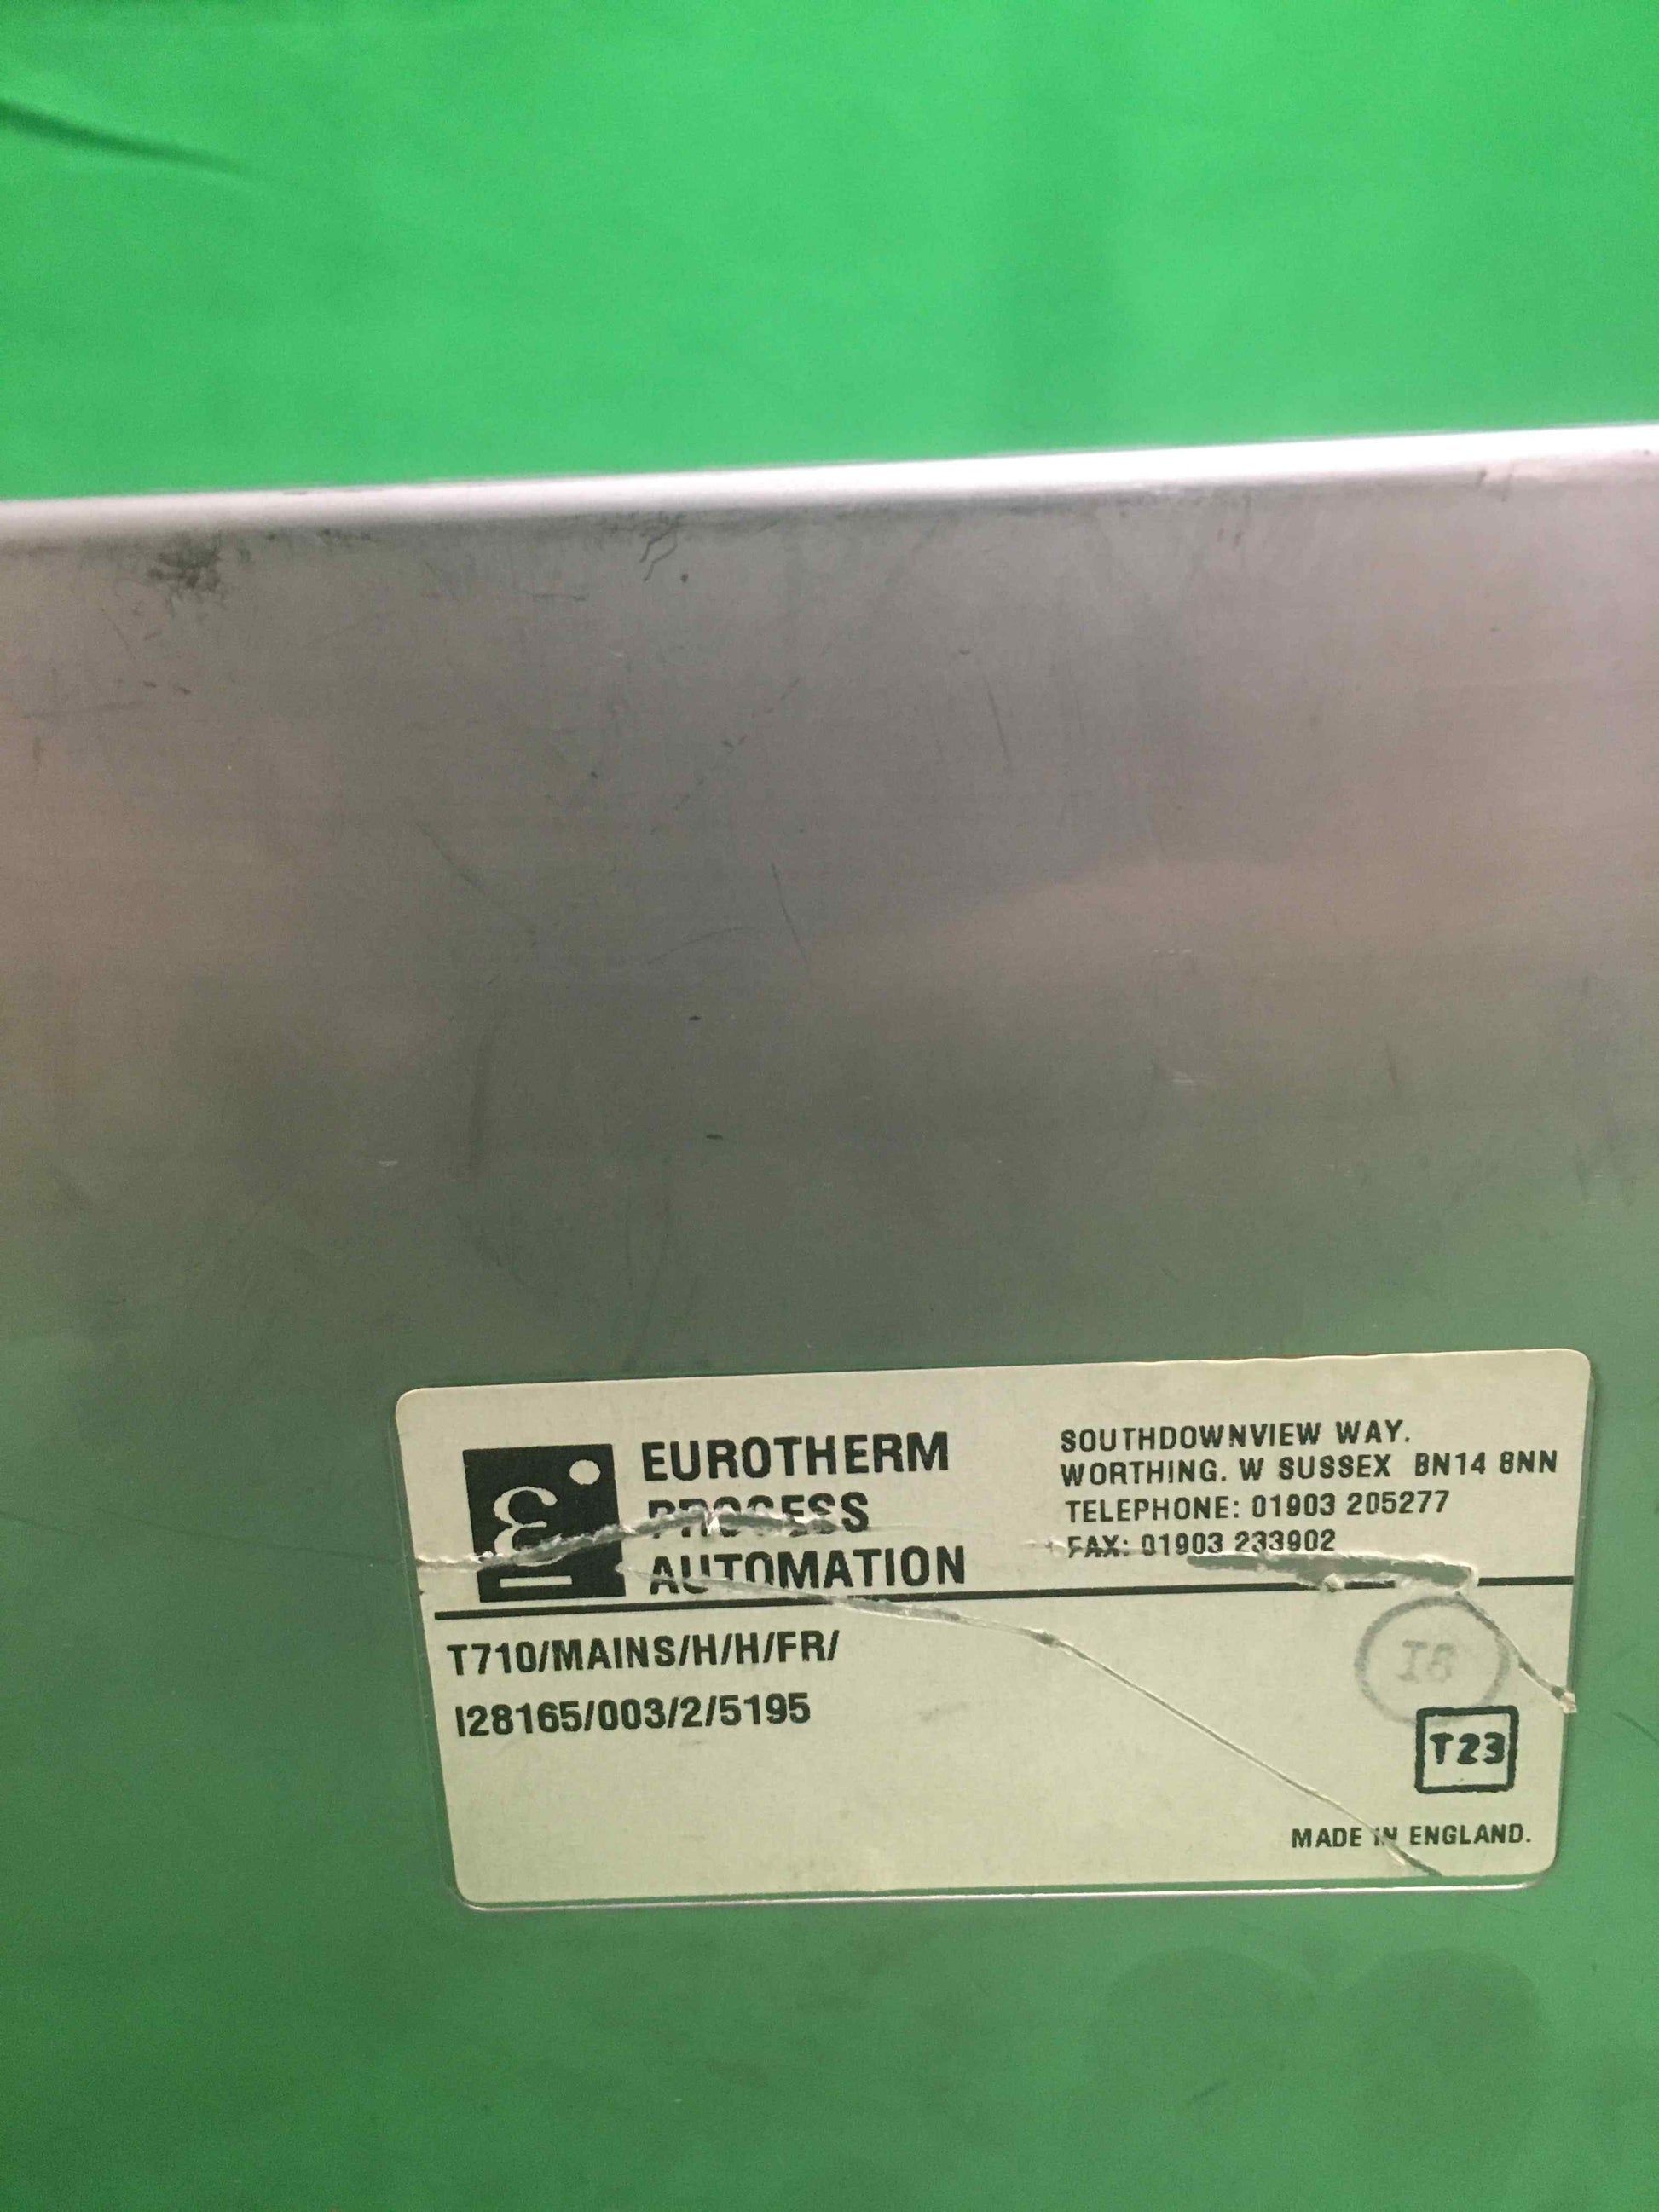 EUROTHERM
PROCESS
AUTOMATION
SOUTHDOWNVIEW WAY.
WORTHING. W SUSSEX BN14 8NN
TELEPHONE: 01903 205277
FAX: 01903 233902
T710/MAINS/H/H/FR/
I28165/003/2/5195
I8
T23
MADE IN ENGLAND.